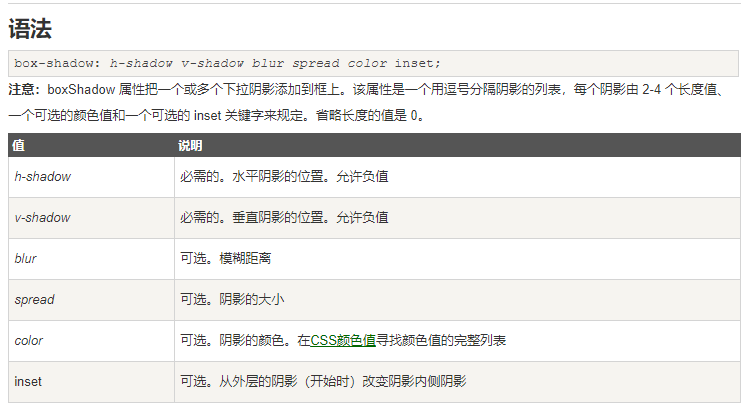 语法
box-shadow: h-shadow v-shadow blur spread color inset;
注意：boxShadow 属性把一个或多个下拉阴影添加到框上。该属性是一个用逗号分隔阴影的列表，每个阴影由 2-4 个长度值、
一个可选的颜色值和一个可选的 inset 关键字来规定。省略长度的值是 0。
值 说明
h-shadow 必需的。水平阴影的位置。允许负值
v-shadow 必需的。垂直阴影的位置。允许负值
blur 可选。模糊距离
spread 可选。阴影的大小
color 可选。阴影的颜色。在CSS颜色值寻找颜色值的完整列表
inset 可选。从外层的阴影（开始时）改变阴影内侧阴影